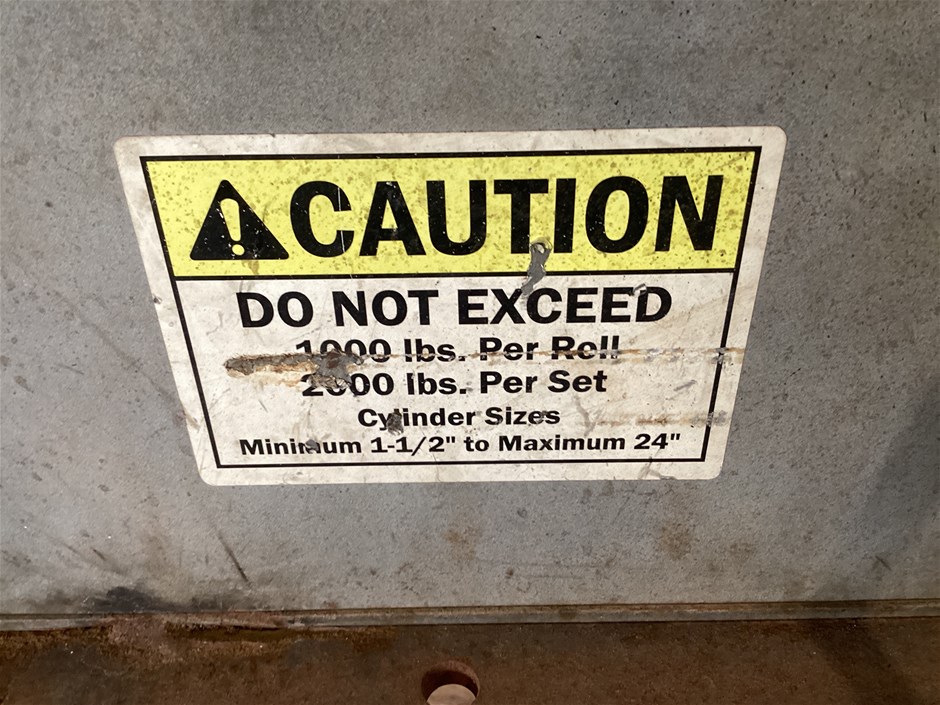 CAUTION
DO NOT EXCEED
1000 lbs. Per Roll
2000 lbs. Per Set
Cylinder Sizes
Minimum 1-1/2" to Maximum 24"